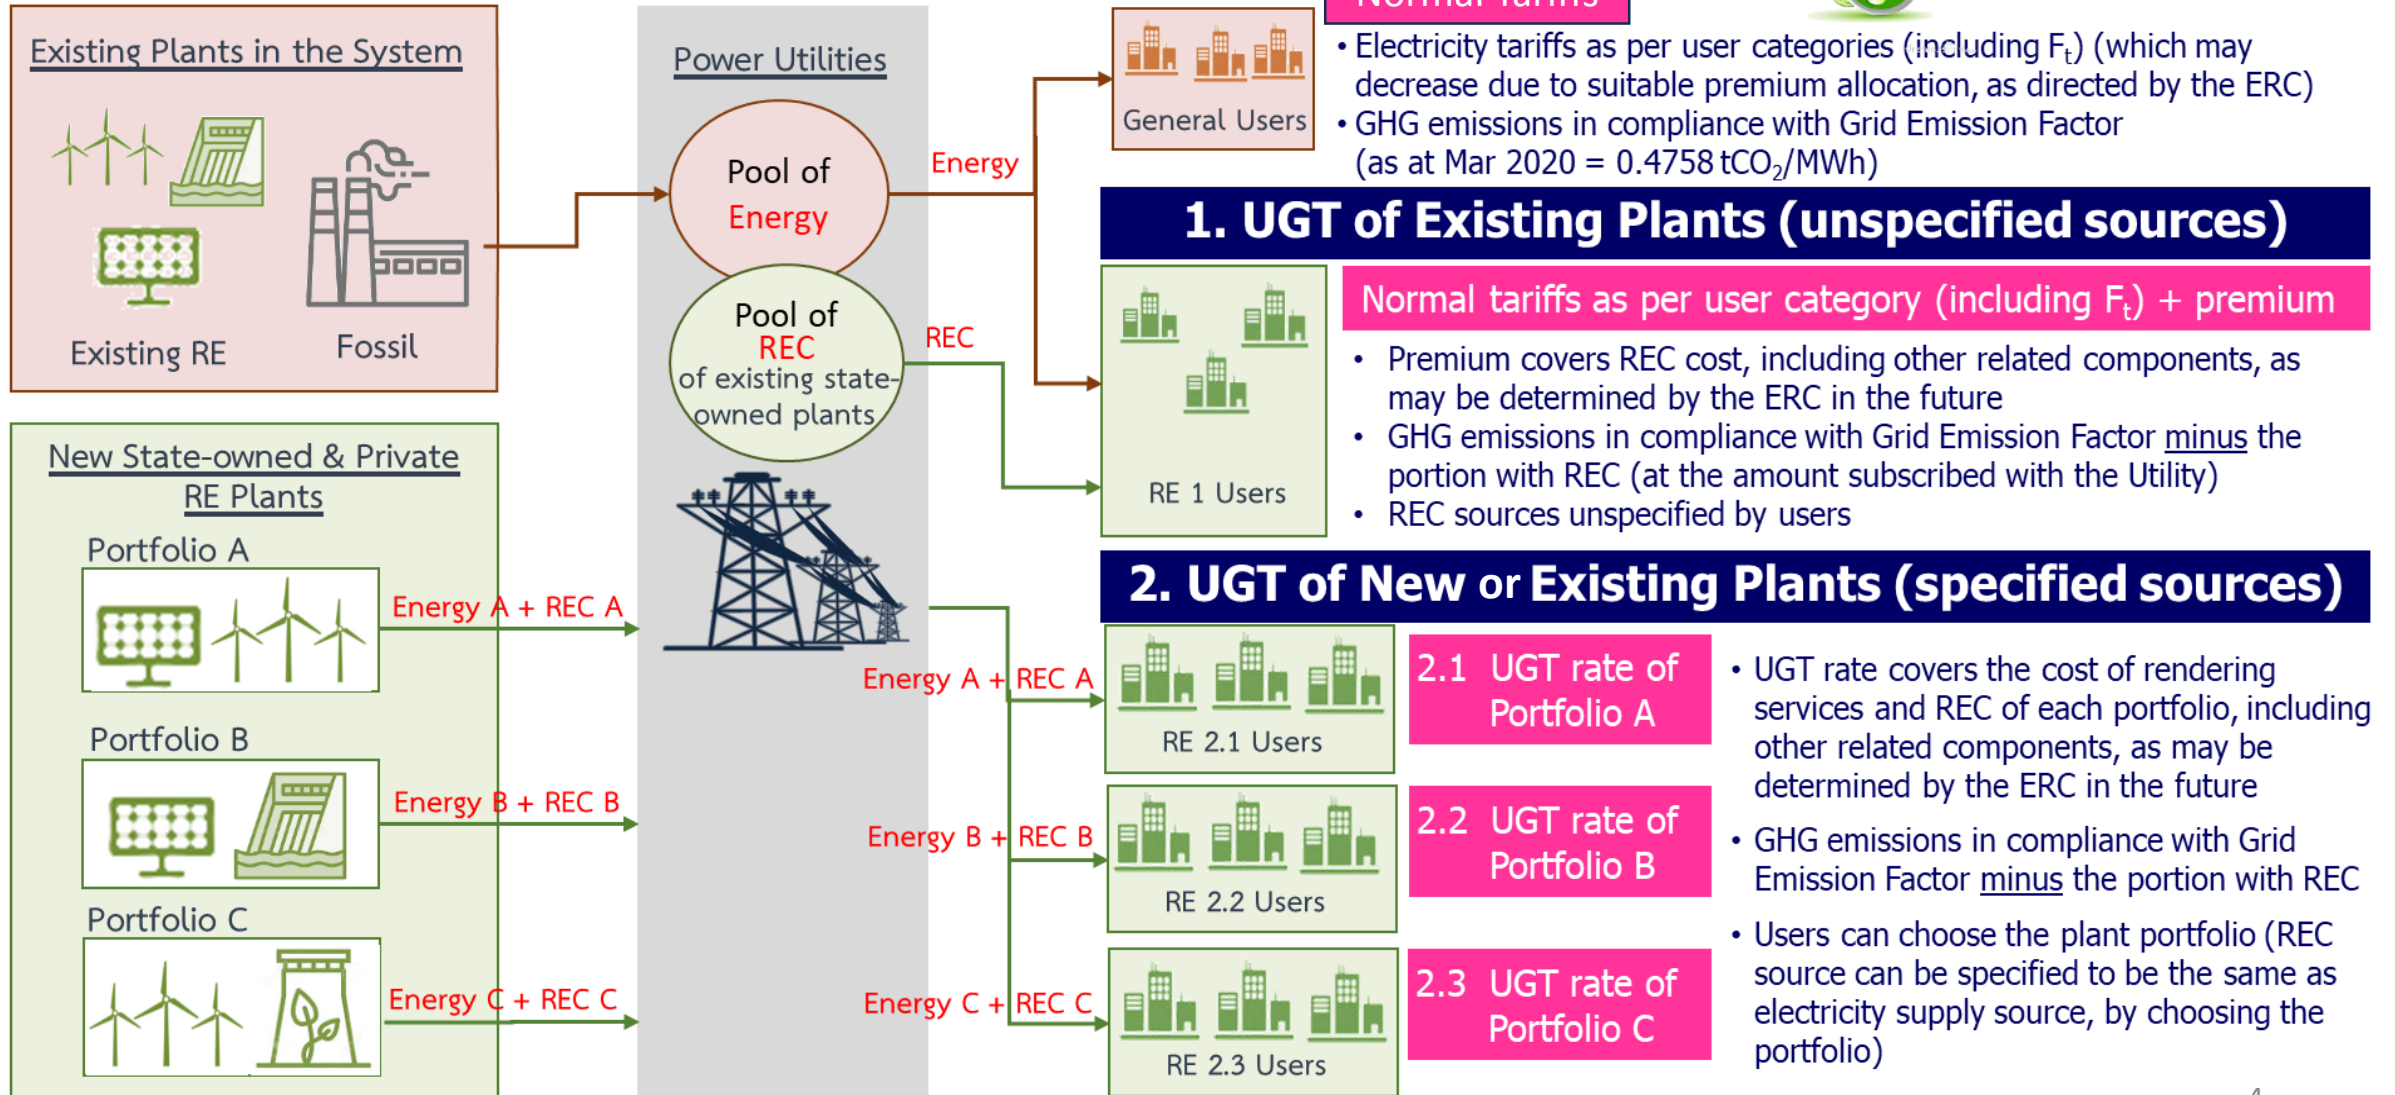 Existing Plants in the System
Existing RE
Fossil
New State-owned & Private
RE Plants
Portfolio A
Energy A + REC A
Portfolio B
Energy B + REC B
Portfolio C
Energy C + REC C
Power Utilities
Pool of
Energy
Pool of
REC
of existing state-
owned plants
Energy
REC
Energy A + REC A
Energy B + REC B
Energy C + REC C
General Users
Normal Tariffs
• Electricity tariffs as per user categories (including Ft) (which may
decrease due to suitable premium allocation, as directed by the ERC)
• GHG emissions in compliance with Grid Emission Factor
(as at Mar 2020 = 0.4758 tCO2/MWh)
1. UGT of Existing Plants (unspecified sources)
RE 1 Users
Normal tariffs as per user category (including Ft) + premium
• Premium covers REC cost, including other related components, as
may be determined by the ERC in the future
• GHG emissions in compliance with Grid Emission Factor minus the
portion with REC (at the amount subscribed with the Utility)
• REC sources unspecified by users
2. UGT of New or Existing Plants (specified sources)
RE 2.1 Users
2.1 UGT rate of
Portfolio A
RE 2.2 Users
2.2 UGT rate of
Portfolio B
RE 2.3 Users
2.3 UGT rate of
Portfolio C
• UGT rate covers the cost of rendering
services and REC of each portfolio, including
other related components, as may be
determined by the ERC in the future
• GHG emissions in compliance with Grid
Emission Factor minus the portion with REC
• Users can choose the plant portfolio (REC
source can be specified to be the same as
electricity supply source, by choosing the
portfolio)